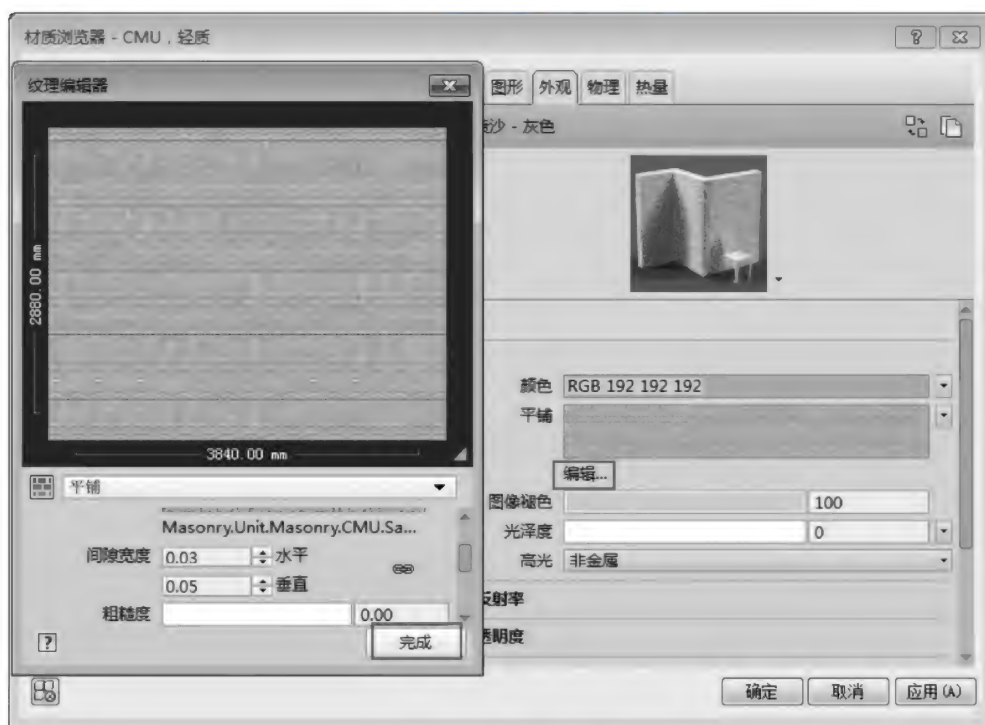 材质浏览器 - CMU，轻质
纹理编辑器
2880.00 mm
3840.00 mm
平铺
Masonry.Unit.Masonry.CMU.Sa...
间隙宽度 0.03 水平
0.05 垂直
粗糙度 0.00
? 完成
图形 外观 物理 热量
- 灰色
颜色 RGB 192 192 192
平铺
编辑...
图像褪色 100
光泽度 0
高光 非金属
反射率
透明度
确定 取消 应用(A)